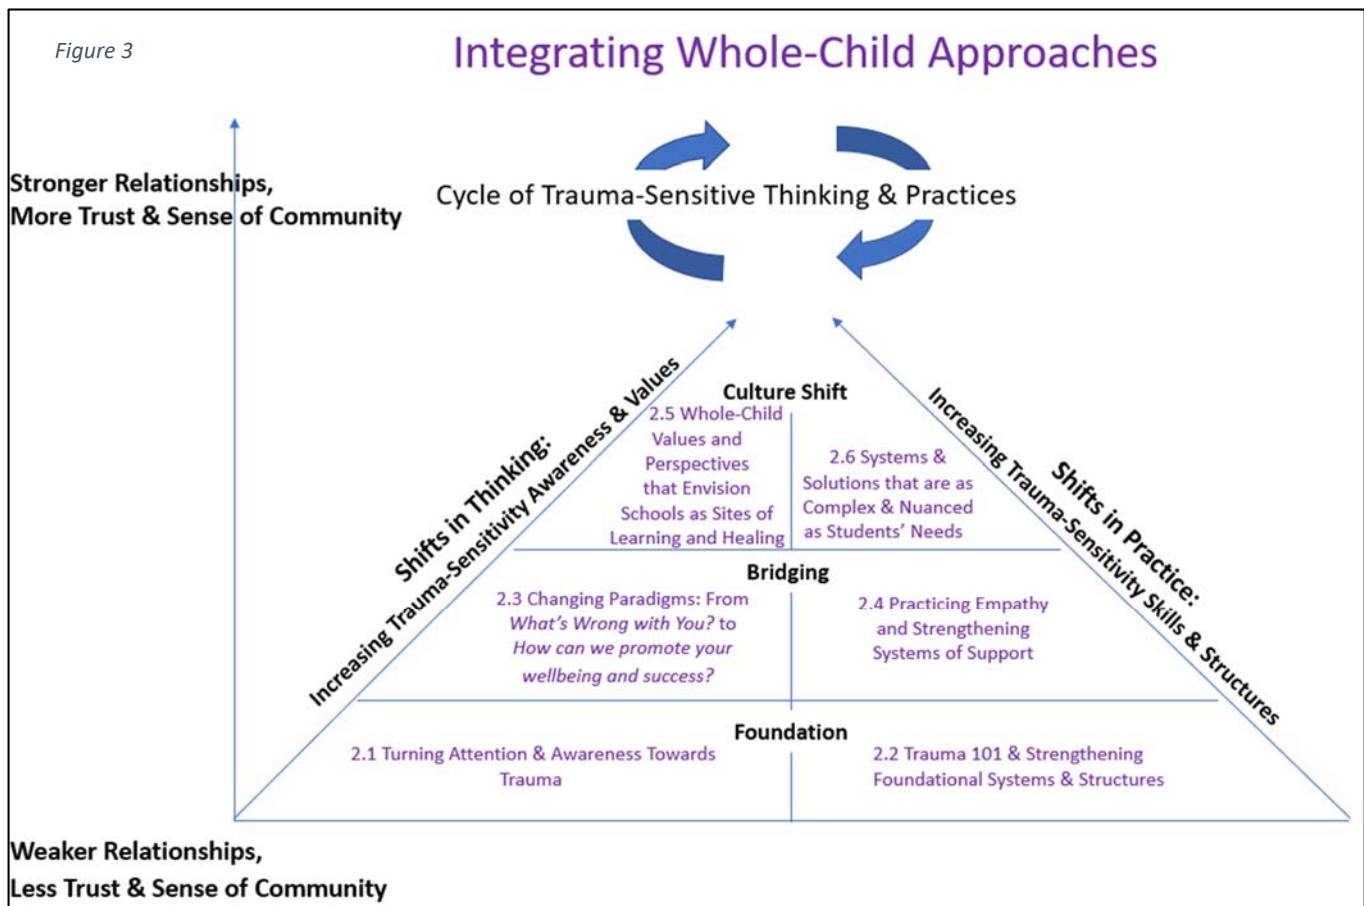 Figure 3
Integrating Whole-Child Approaches
Stronger Relationships,
More Trust & Sense of Community
Cycle of Trauma-Sensitive Thinking & Practices
Shifts in Thinking:
Increasing Trauma-Sensitivity Awareness & Values
Shifts in Practice:
Increasing Trauma-Sensitivity Skills & Structures
Culture Shift
2.5 Whole-Child
Values and
Perspectives
that Envision
Schools as Sites of
Learning and Healing
2.6 Systems &
Solutions that are as
Complex & Nuanced
as Students’ Needs
Bridging
2.3 Changing Paradigms: From
What’s Wrong with You? to
How can we promote your
wellbeing and success?
2.4 Practicing Empathy
and Strengthening
Systems of Support
Foundation
2.1 Turning Attention & Awareness Towards
Trauma
2.2 Trauma 101 & Strengthening
Foundational Systems & Structures
Weaker Relationships,
Less Trust & Sense of Community